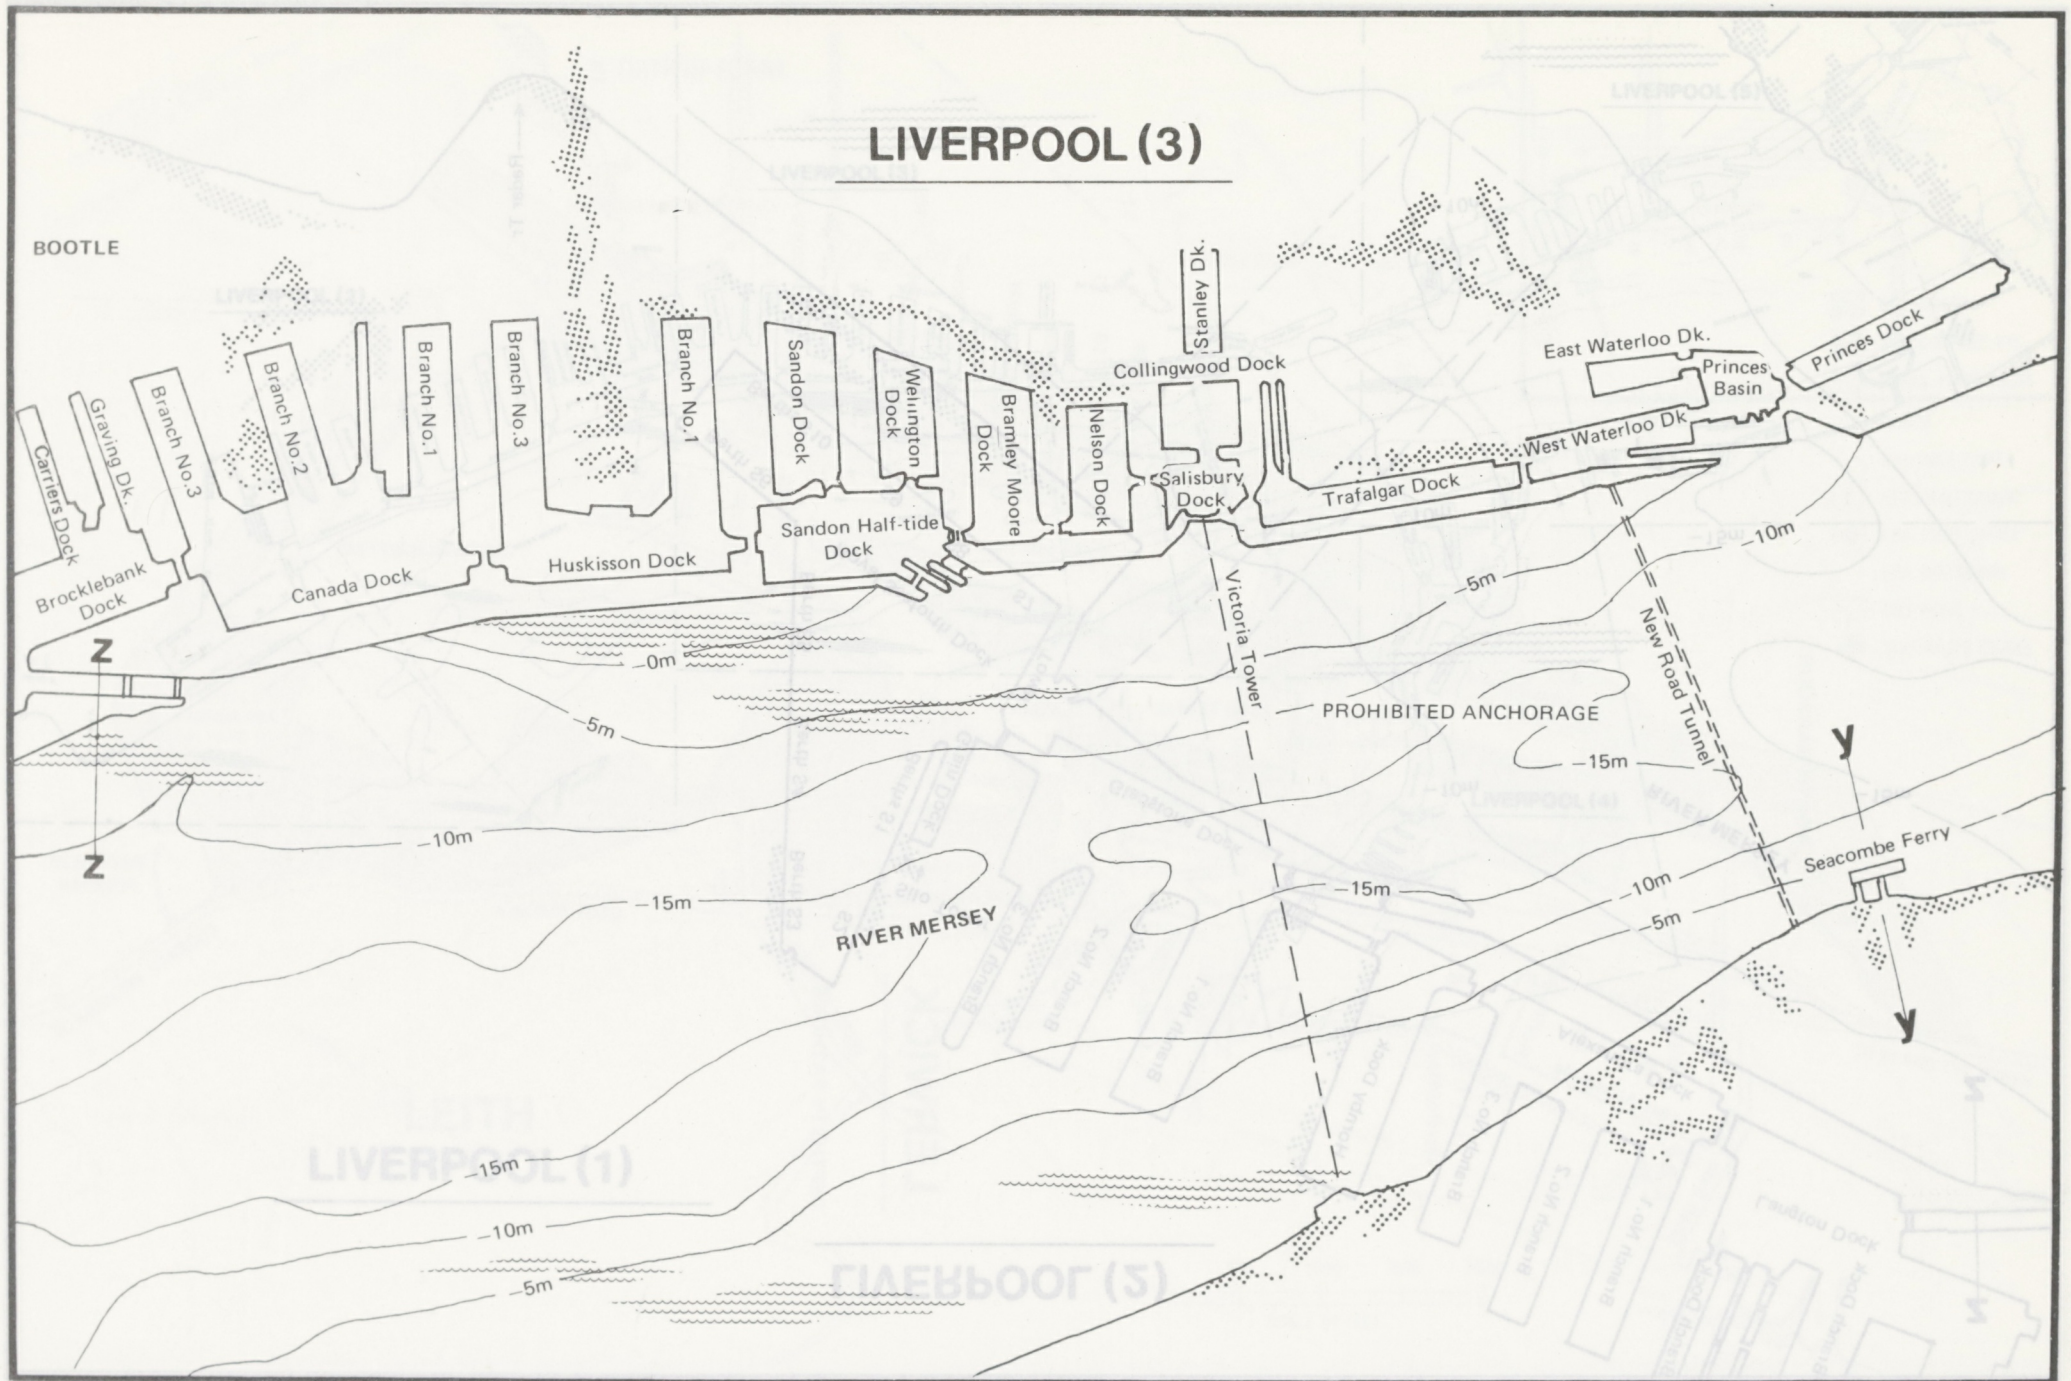 LIVERPOOL (3)
BOOTLE
Carriers Dock
Graving Dk.
Branch No.3
Branch No.2
Branch No.1
Branch No.3
Branch No.1
Sandon Dock
Wellington
Dock
Bramley Moore
Dock
Nelson Dock
Stanley Dk.
Collingwood Dock
Salisbury
Dock
Trafalgar Dock
East Waterloo Dk.
West Waterloo Dk
Princes
Basin
Princes Dock
Brocklebank
Dock
Canada Dock
Huskisson Dock
Sandon Half-tide
Dock
Z
Z
-0m
-5m
-10m
-15m
-5m
-10m
Victoria Tower
New Road Tunnel
PROHIBITED ANCHORAGE
-15m
-15m
-10m
-5m
y
Seacombe Ferry
y
RIVER MERSEY
-15m
-10m
-5m
LIVERPOOL (1)
LIVERPOOL (2)